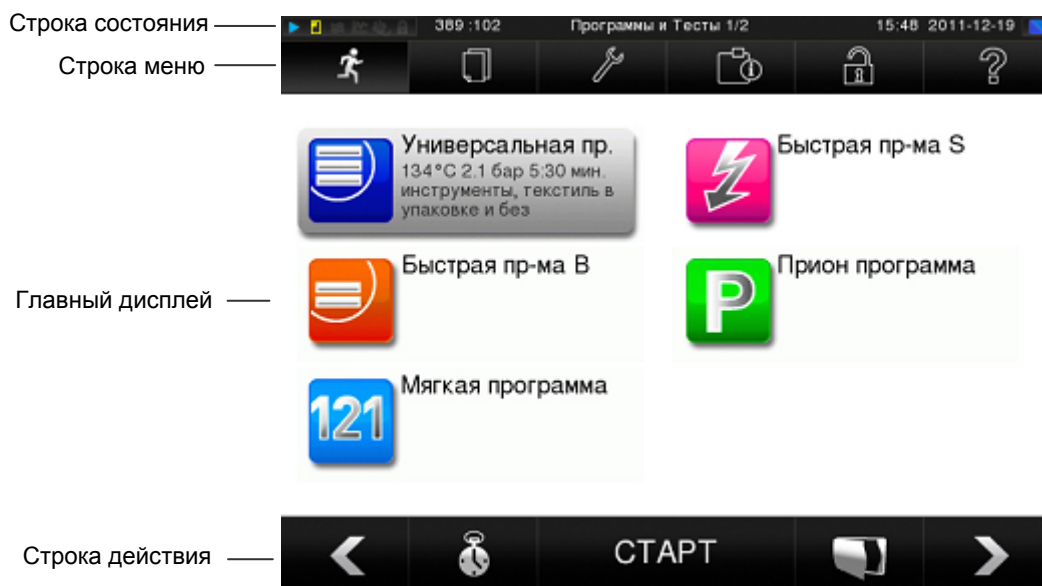 Строка состояния
389 :102 Программы и Тесты 1/2 15:48 2011-12-19
Строка меню
Универсальная пр.
134°C 2.1 бар 5:30 мин.
инструменты, текстиль в
упаковке и без
Быстрая пр-ма S
Быстрая пр-ма B
Прион программа
P
Главный дисплей
Мягкая программа
121
Строка действия
СТАРТ